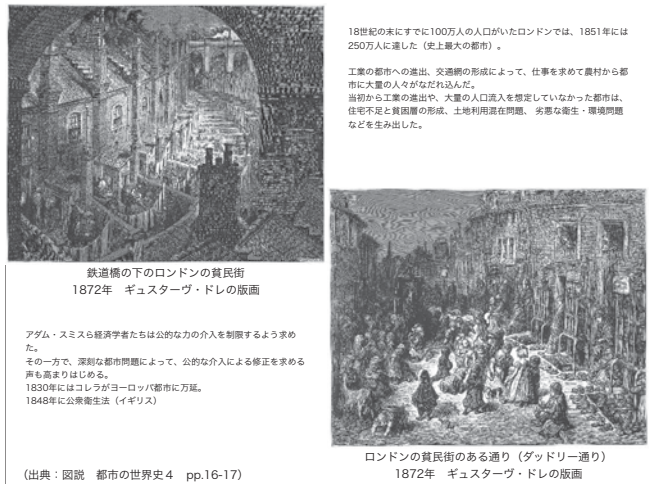 18世紀の末にすでに100万人の人口がいたロンドンでは、1851年には
250万人に達した（史上最大の都市）。
工業の都市への進出、交通網の形成によって、仕事を求めて農村から都
市に大量の人々がなだれ込んだ。
当初から工業の進出や、大量の人口流入を想定していなかった都市は、
住宅不足と貧困層の形成、土地利用混在問題、 劣悪な衛生・環境問題
などを生み出した。
鉄道橋の下のロンドンの貧民街
1872年　ギュスターヴ・ドレの版画
アダム・スミスら経済学者たちは公的な力の介入を制限するよう求め
た。
その一方で、深刻な都市問題によって、公的な介入による修正を求める
声も高まりはじめる。
1830年にはコレラがヨーロッパ都市に万延。
1848年に公衆衛生法（イギリス）
ロンドンの貧民街のある通り（ダッドリー通り）
1872年　ギュスターヴ・ドレの版画
（出典：図説　都市の世界史４　pp.16-17）